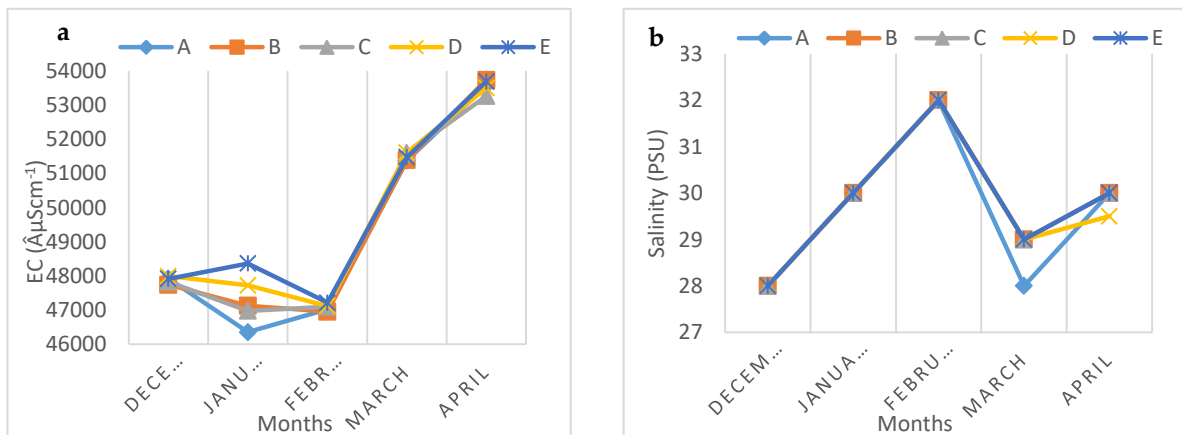 a
A B C D E
54000
53000
52000
51000
50000
49000
48000
47000
46000
EC (ÂµScm⁻¹)
DECE...
JANU...
FEBR...
MARCH
APRIL
Months
b
A B C D E
33
32
31
30
29
28
27
Salinity (PSU)
DECEM...
JANUA...
FEBRU...
MARCH
APRIL
Months